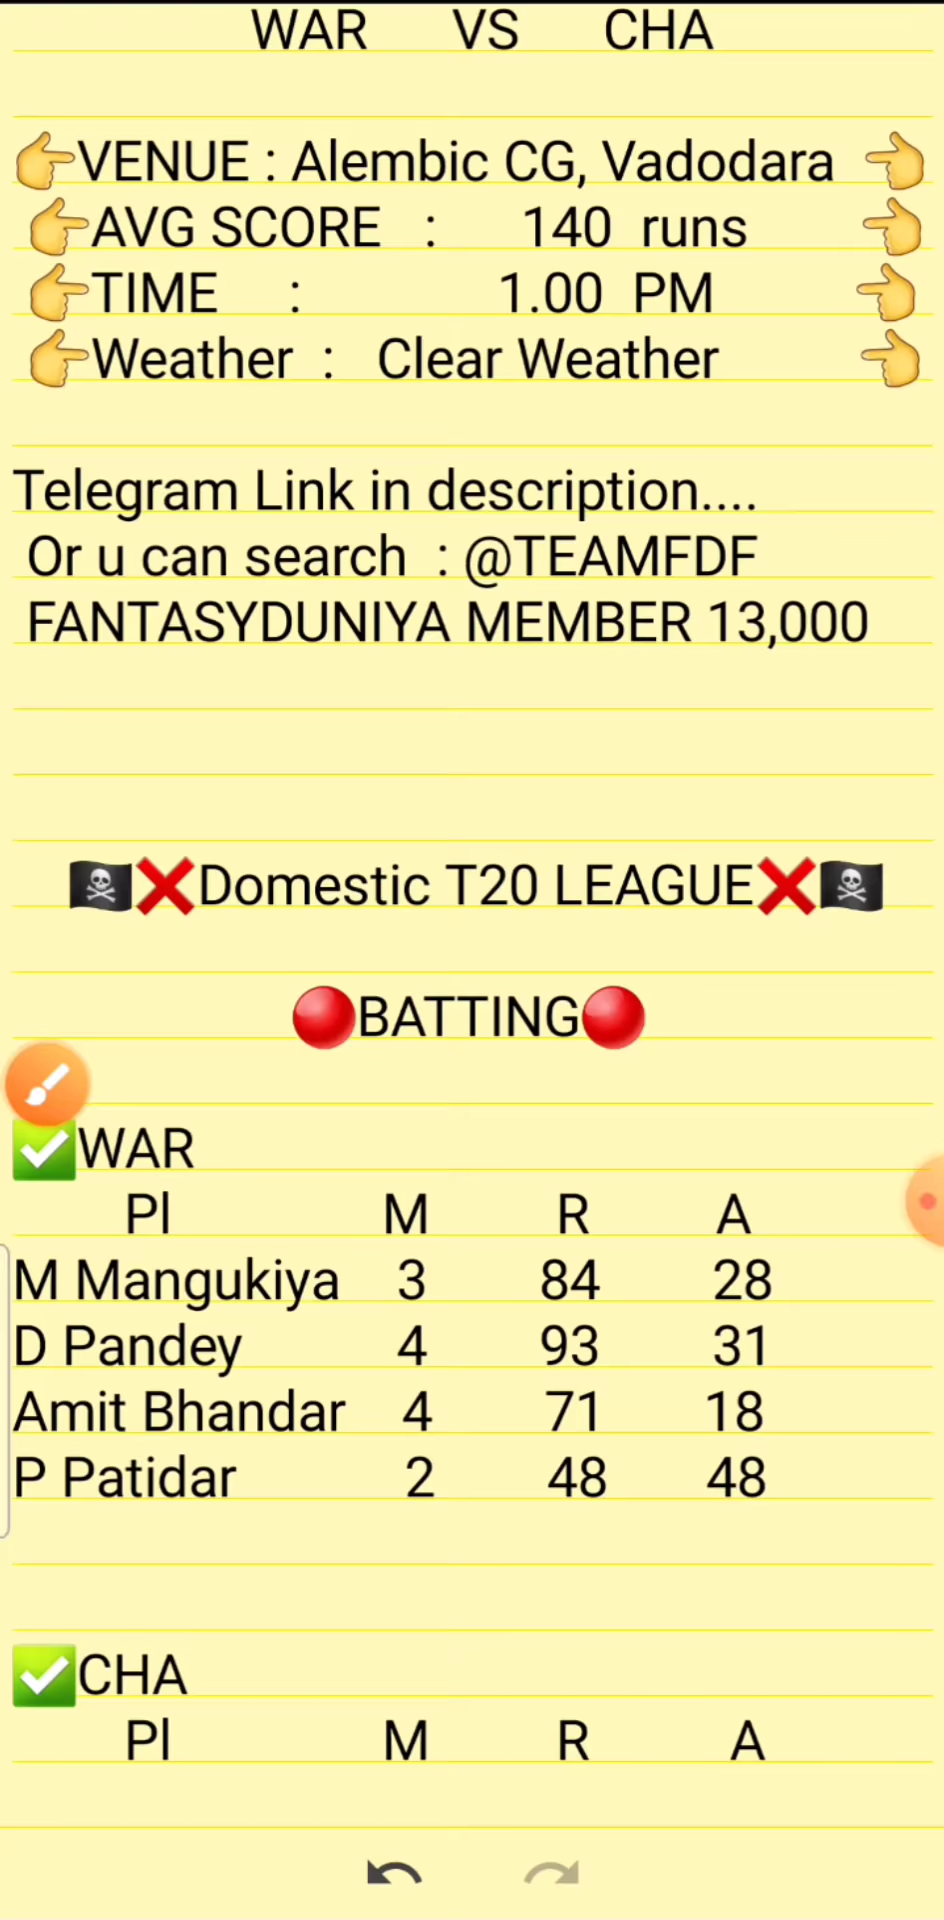 WAR VS CHA
👉VENUE : Alembic CG, Vadodara 👈
👉AVG SCORE : 140 runs 👈
👉TIME : 1.00 PM 👈
👉Weather : Clear Weather 👈
Telegram Link in description....
Or u can search : @TEAMFDF
FANTASYDUNIYA MEMBER 13,000
🏴‍☠️❌Domestic T20 LEAGUE❌🏴‍☠️
🔴BATTING🔴
✅WAR
Pl M R A
M Mangukiya 3 84 28
D Pandey 4 93 31
Amit Bhandar 4 71 18
P Patidar 2 48 48
✅CHA
Pl M R A